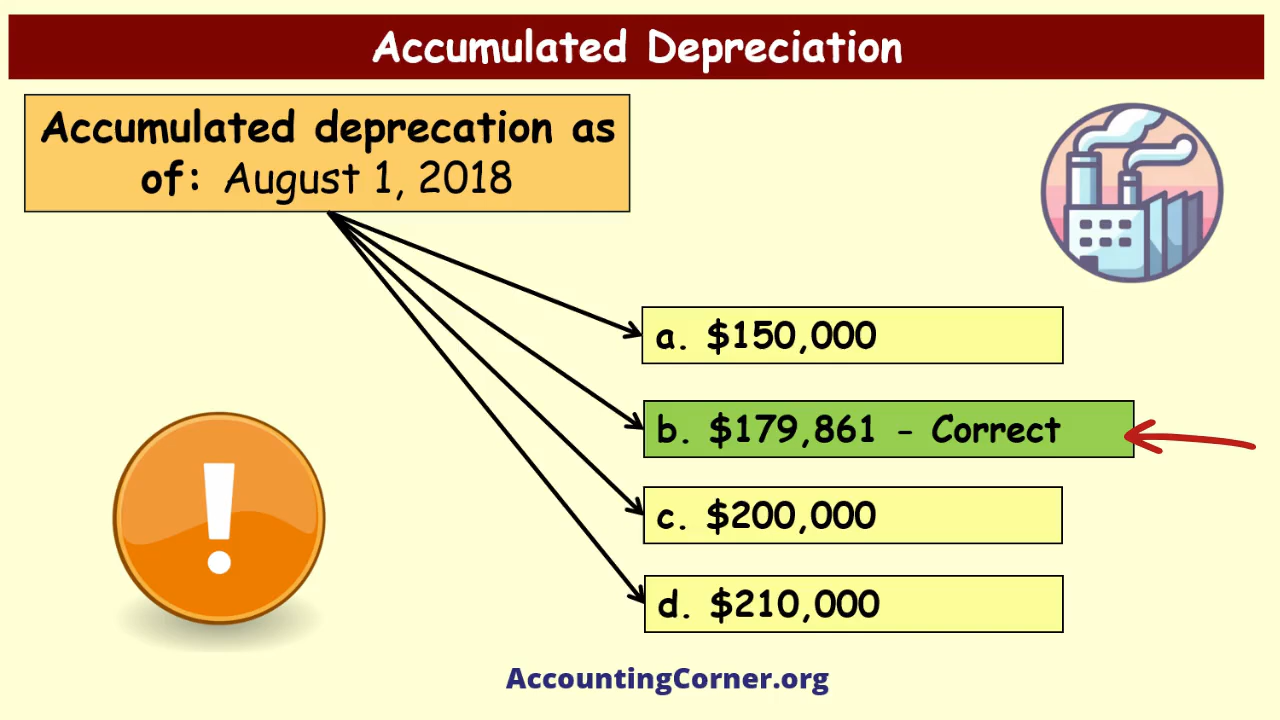 Accumulated Depreciation
Accumulated deprecation as
of: August 1, 2018
a. $150,000
b. $179,861 - Correct
c. $200,000
d. $210,000
AccountingCorner.org